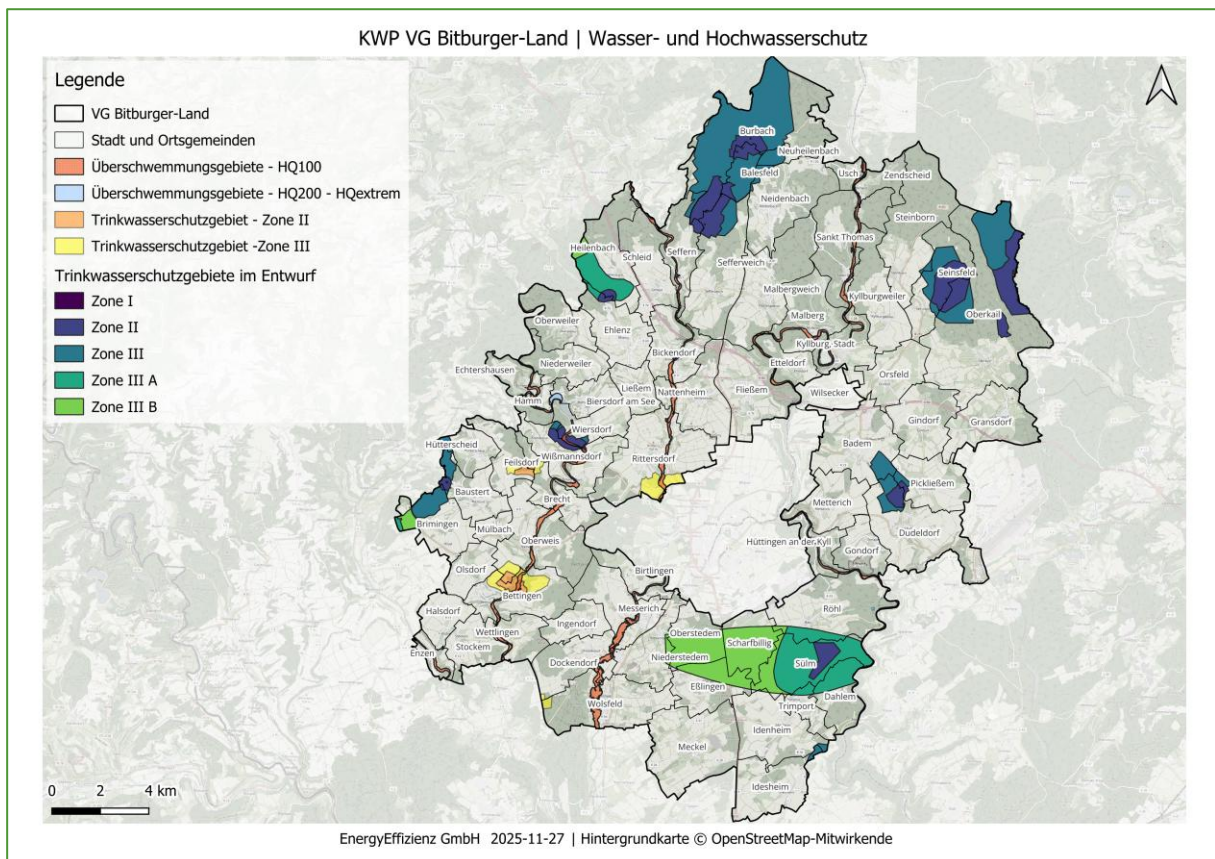 KWP VG Bitburger-Land | Wasser- und Hochwasserschutz
Legende
VG Bitburger-Land
Stadt und Ortsgemeinden
Überschwemmungsgebiete - HQ100
Überschwemmungsgebiete - HQ200 - HQextrem
Trinkwasserschutzgebiet - Zone II
Trinkwasserschutzgebiet -Zone III
Trinkwasserschutzgebiete im Entwurf
Zone I
Zone II
Zone III
Zone III A
Zone III B
Burbach
Neuheilenbach
Balesfeld
Usch
Zendscheid
Neidenbach
Steinborn
Heilenbach
Schleid
Seffern
Sankt Thomas
Sefferweich
Seinsfeld
Malbergweich
Kyllburgweiler
Oberkail
Malberg
Oberweiler
Ehlenz
Kyllburg, Stadt
Bickendorf
Etteldorf
Niederweiler
Orsfeld
Echtershausen
Ließem
Nattenheim
Fließem
Wilsecker
Hamm
Biersdorf am See
Gindorf
Gransdorf
Wiersdorf
Badem
Hütterscheid
Wißmannsdorf
Feilsdorf
Rittersdorf
Pickließem
Baustert
Brecht
Metterich
Brimingen
Mülbach
Dudeldorf
Oberweis
Hüttingen an der Kyll
Gondorf
Olsdorf
Birtlingen
Bettingen
Halsdorf
Messerich
Röhl
Ingendorf
Wettlingen
Oberstedem
Scharfbillig
Stockem
Enzen
Niederstedem
Sülm
Dockendorf
Eßlingen
Dahlem
Wolsfeld
Trimport
Idenheim
Meckel
Idesheim
0 2 4 km
EnergyEffizienz GmbH 2025-11-27 | Hintergrundkarte © OpenStreetMap-Mitwirkende